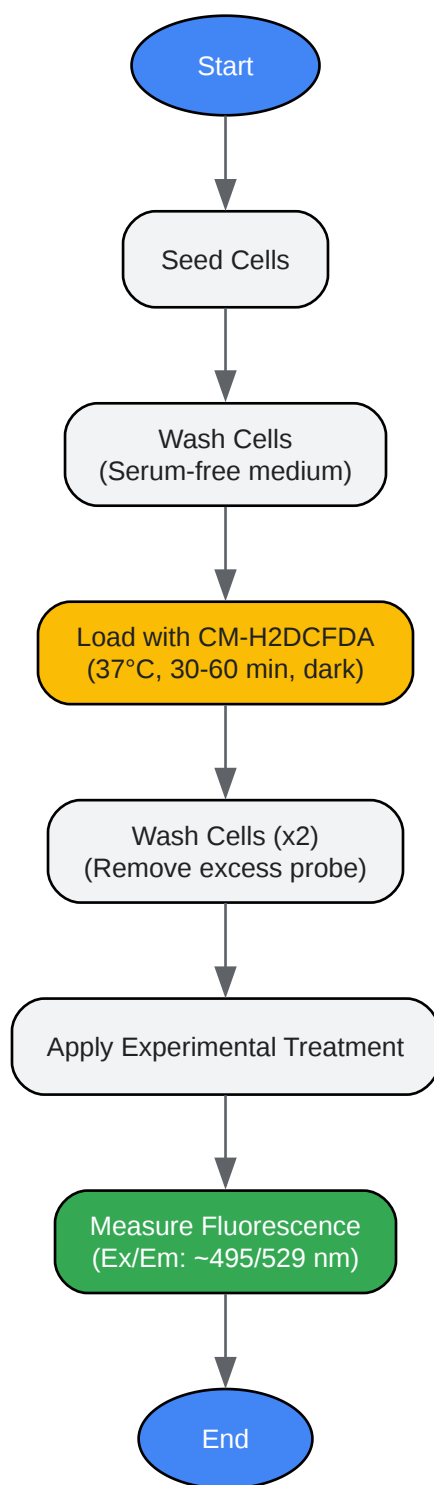 Start
Seed Cells
Wash Cells
(Serum-free medium)
Load with CM-H2DCFDA
(37°C, 30-60 min, dark)
Wash Cells (x2)
(Remove excess probe)
Apply Experimental Treatment
Measure Fluorescence
(Ex/Em: ~495/529 nm)
End